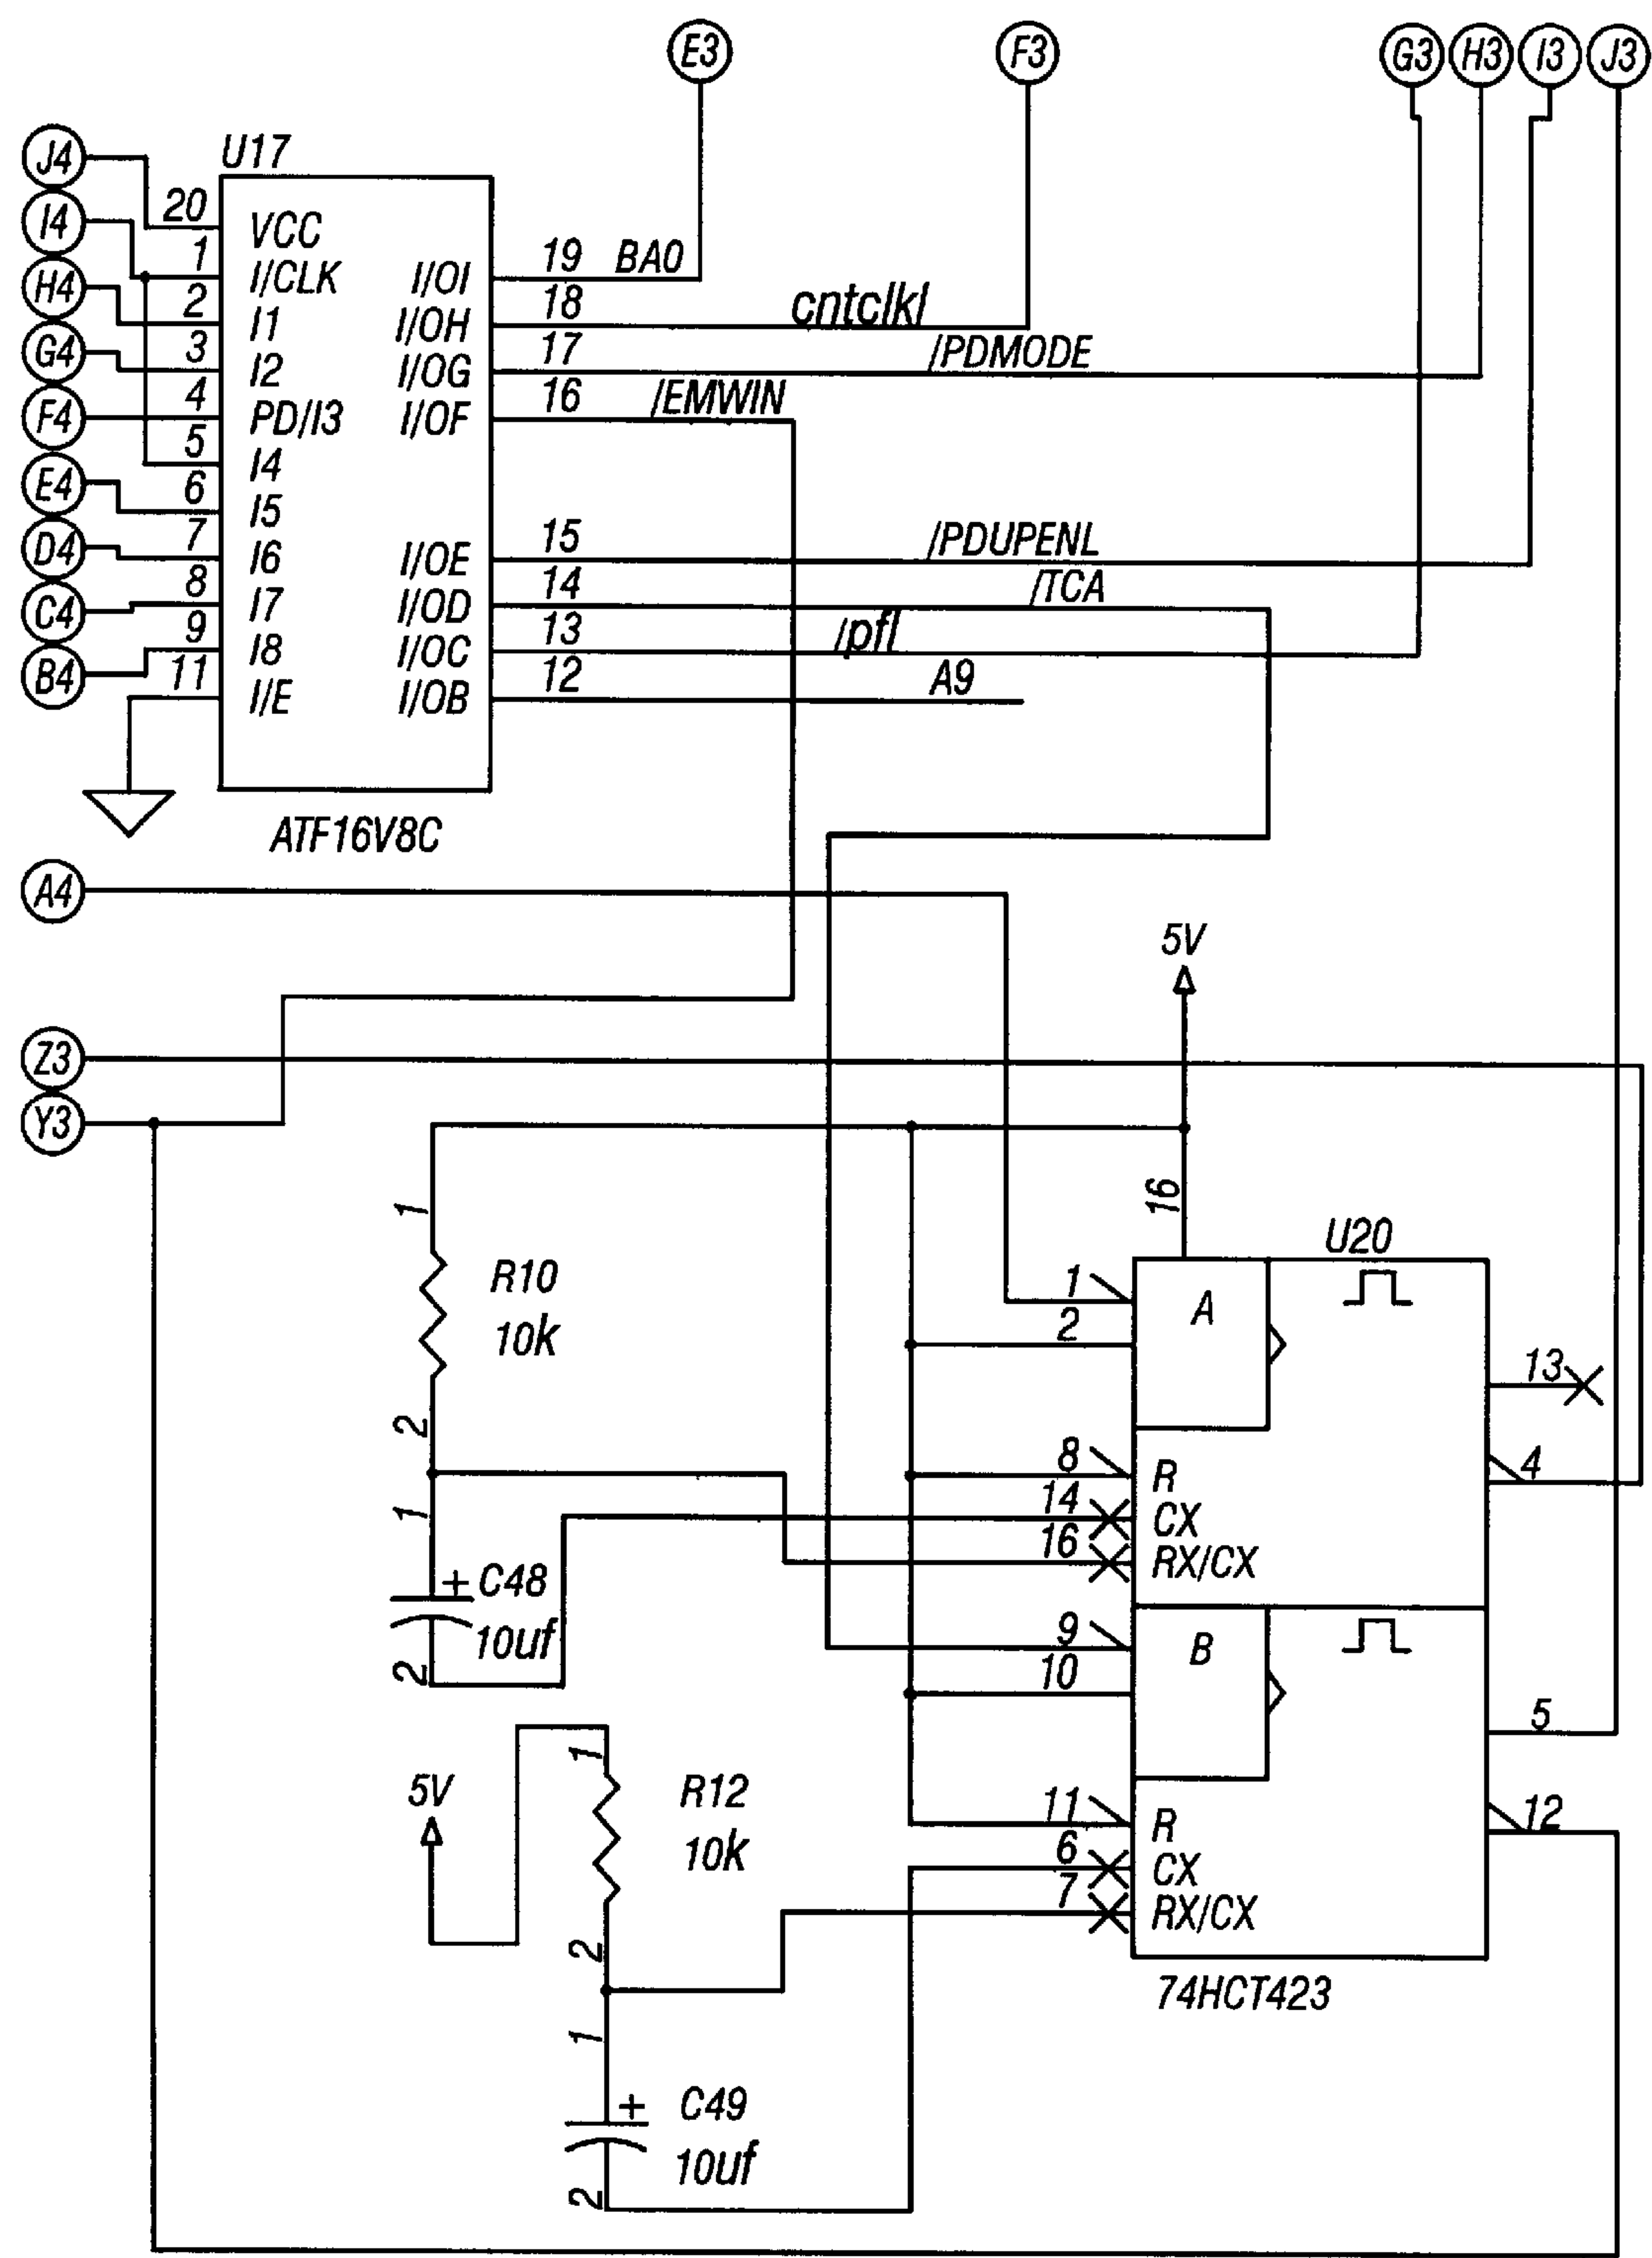 E3
F3
G3 H3 I3 J3
J4
U17
20 VCC
I4
1 I/CLK
I/OI 19 BA0
H4
2 I1
I/OH 18 cntclkl
G4
3 I2
I/OG 17 /PDMODE
F4
4 PD/I3
I/OF 16 /EMWIN
5 I4
E4
6 I5
D4
7 I6
I/OE 15 /PDUPENL
C4
8 I7
I/OD 14 /TCA
9 I8
I/OC 13 /pfl
B4
11 I/E
I/OB 12 A9
ATF16V8C
A4
5V
Z3
Y3
16
1
U20
R10
10k
1
2
A
13
2
8 R
4
1
14 CX
16 RX/CX
+ C48
10uf
2
9
10
B
5
1
5V
R12
10k
11 R
12
6 CX
7 RX/CX
2
74HCT423
1
+ C49
10uf
2